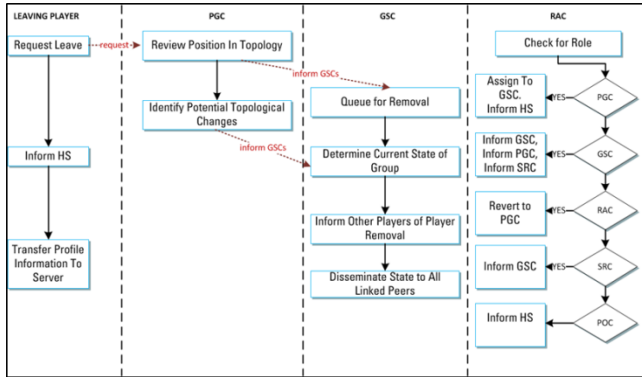 LEAVING PLAYER
PGC
GSC
RAC
Request Leave
request
Review Position In Topology
Check for Role
inform GSCs
Queue for Removal
Assign To
GSC.
Inform HS
YES
PGC
Identify Potential Topological
Changes
inform GSCs
Inform HS
Determine Current State of
Group
Inform GSC,
Inform PGC,
Inform SRC
YES
GSC
Inform Other Players of Player
Removal
Revert to
PGC
YES
RAC
Transfer Profile
Information To
Server
Disseminate State to All
Linked Peers
Inform GSC
YES
SRC
Inform HS
POC